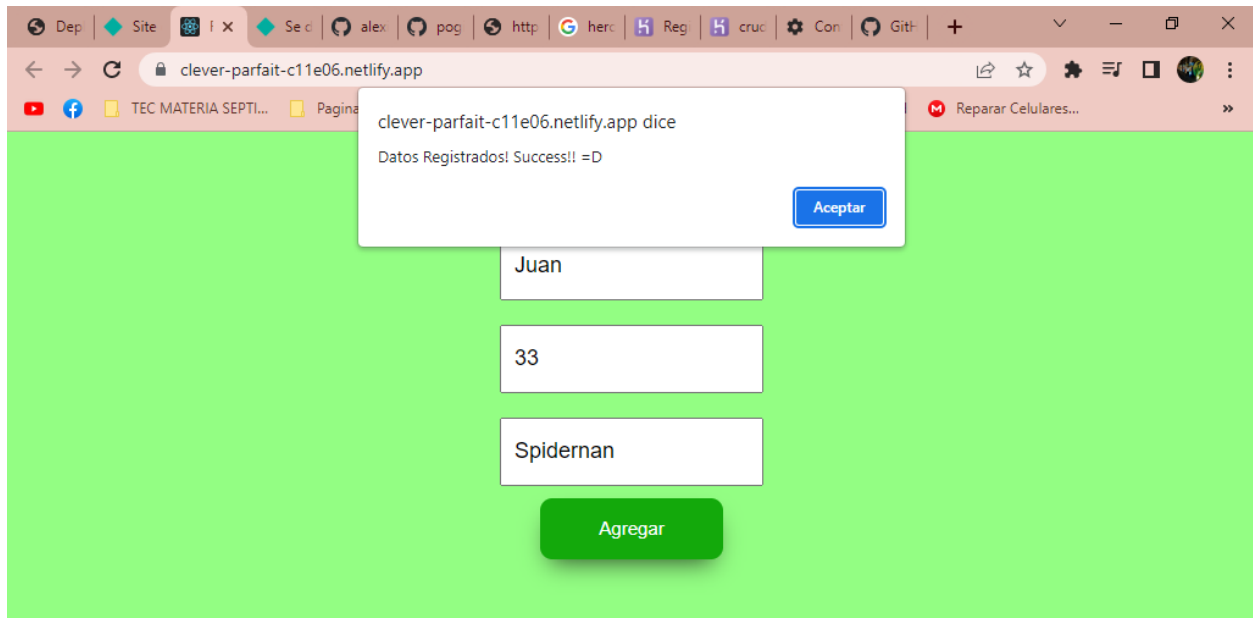 Dep Site F Se d alex pog http herc Regi cruc Con GitH
clever-parfait-c11e06.netlify.app
TEC MATERIA SEPTI... Pagina Reparar Celulares...
clever-parfait-c11e06.netlify.app dice
Datos Registrados! Success!! =D
Aceptar
Juan
33
Spidernan
Agregar